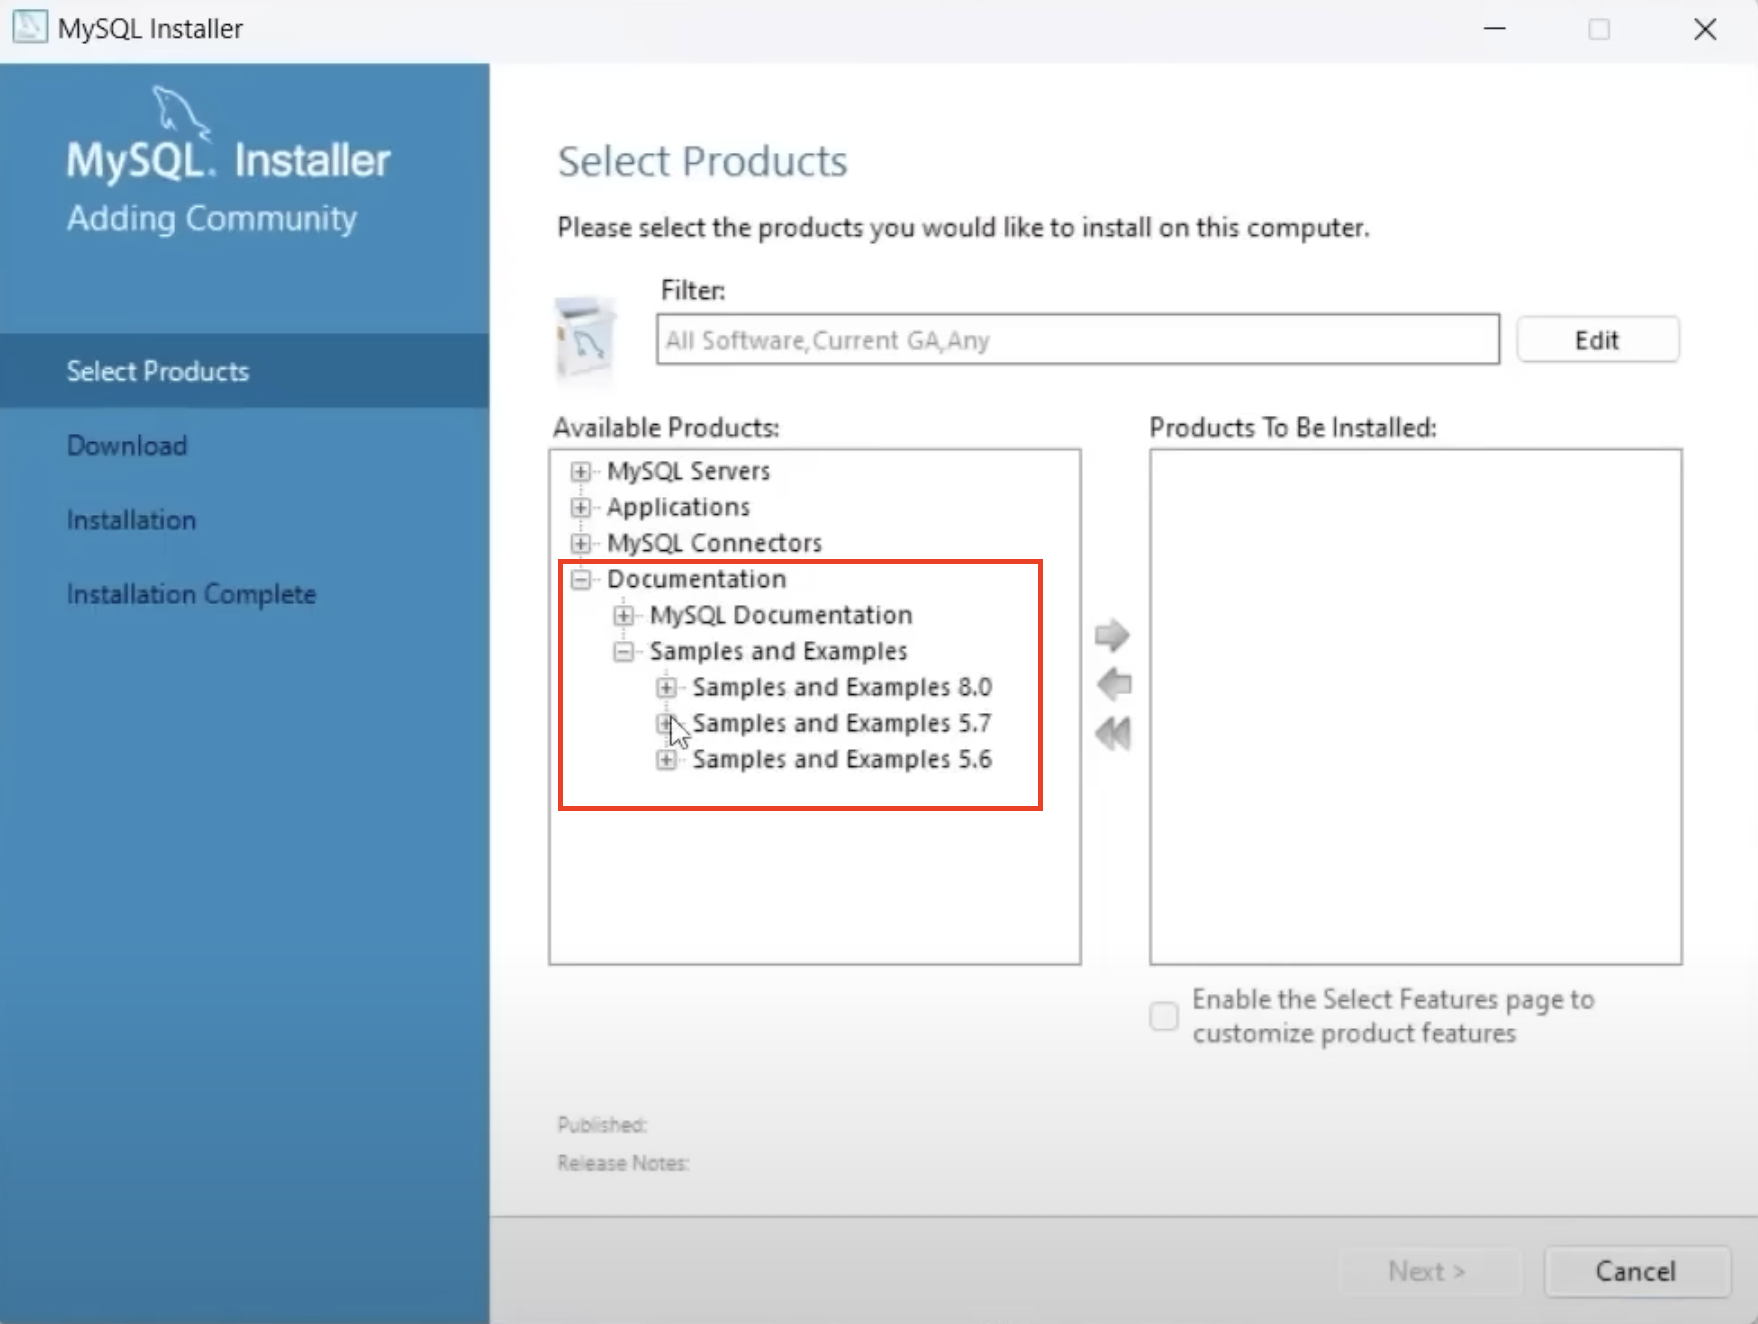 MySQL Installer
MySQL. Installer
Adding Community
Select Products
Download
Installation
Installation Complete
Select Products
Please select the products you would like to install on this computer.
Filter:
All Software,Current GA,Any
Edit
Available Products:
MySQL Servers
Applications
MySQL Connectors
Documentation
MySQL Documentation
Samples and Examples
Samples and Examples 8.0
Samples and Examples 5.7
Samples and Examples 5.6
Products To Be Installed:
Enable the Select Features page to
customize product features
Published:
Release Notes:
Next >
Cancel